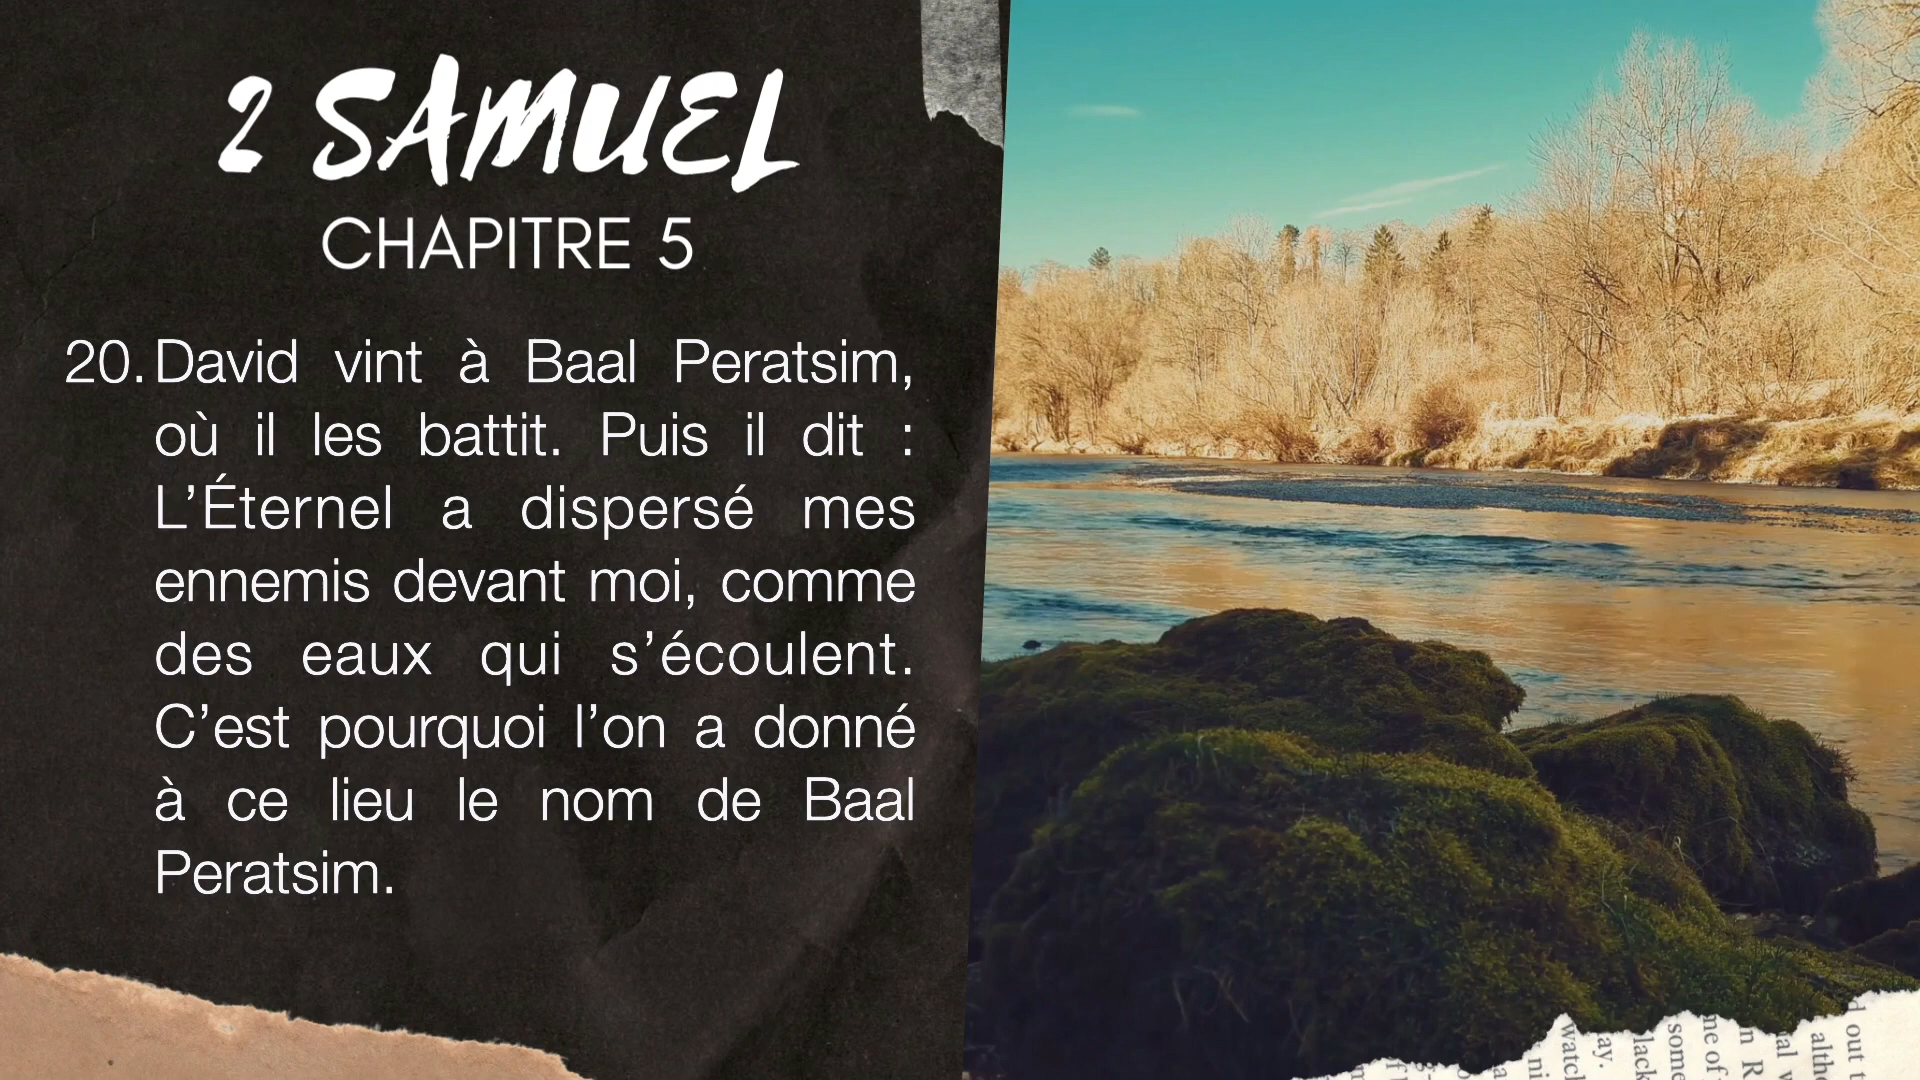 2 SAMUEL
CHAPITRE 5
20. David vint à Baal Peratsim,
où il les battit. Puis il dit :
L’Éternel a dispersé mes
ennemis devant moi, comme
des eaux qui s’écoulent.
C’est pourquoi l’on a donné
à ce lieu le nom de Baal
Peratsim.